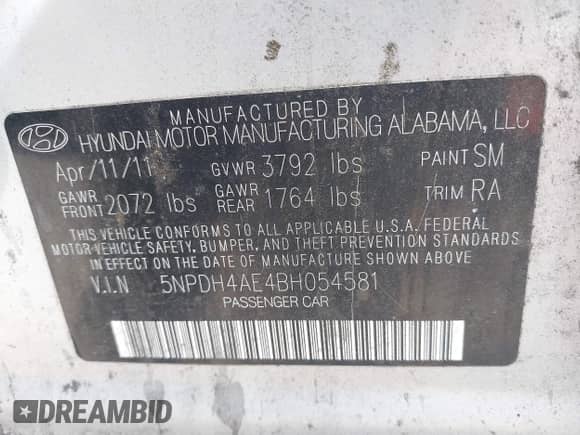 MANUFACTURED BY
HYUNDAI MOTOR MANUFACTURING ALABAMA, LLC
Apr/11/11 GVWR 3792 lbs PAINT SM
GAWR FRONT 2072 lbs GAWR REAR 1764 lbs TRIM RA
THIS VEHICLE CONFORMS TO ALL APPLICABLE U.S.A. FEDERAL
MOTOR VEHICLE SAFETY, BUMPER, AND THEFT PREVENTION STANDARDS
IN EFFECT ON THE DATE OF MANUFACTURE SHOWN ABOVE
V.I.N 5NPDH4AE4BH054581
PASSENGER CAR
DREAMBID